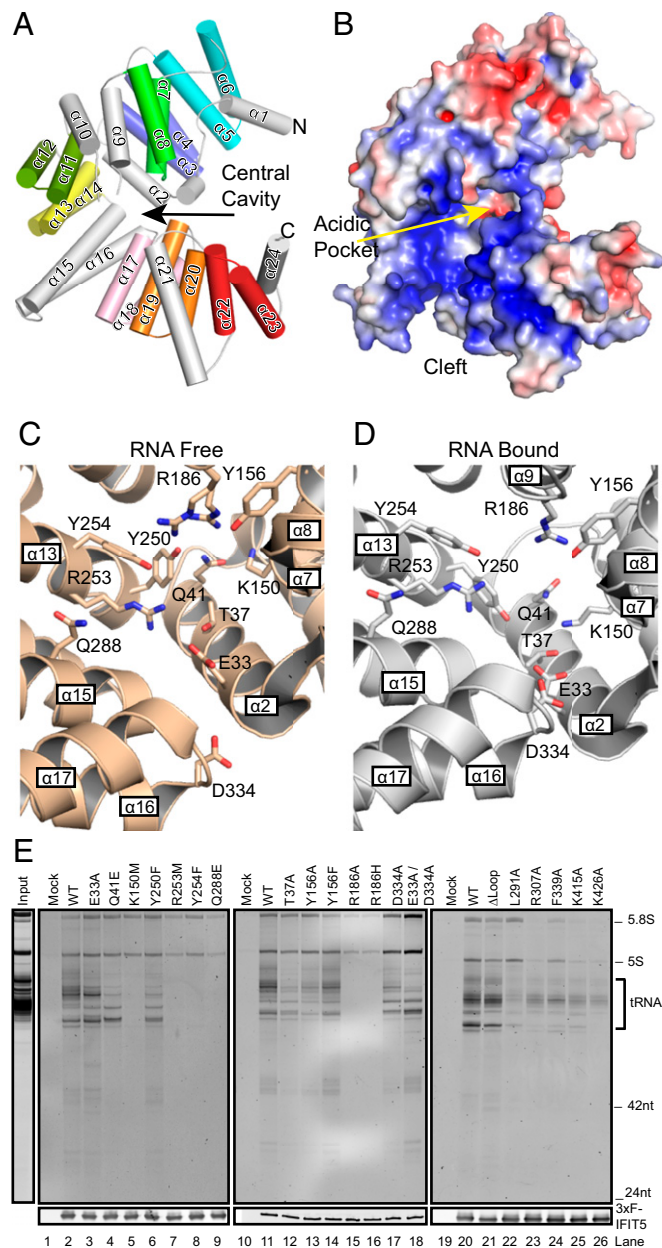 A
α6
α7
α5
α1
N
α10
α9
α8
α4
α3
α12
α11
α2
Central
Cavity
α13
α14
α15
α16
α17
α18
α19
α21
α20
α22
α23
C
α24
B
Acidic
Pocket
Cleft
C
RNA Free
R186
Y156
Y254
Y250
α13
α8
R253
K150
α7
Q41
Q288
T37
α15
E33
α2
α17
α16
D334
D
RNA Bound
α9
R186
Y156
Y254
α13
α8
R253
Y250
Q41
α7
K150
Q288
T37
α15
E33
α2
D334
α17
α16
E
Input
Mock
WT
E33A
Q41E
K150M
Y250F
R253M
Y254F
Q288E
Mock
WT
T37A
Y156A
Y156F
R186A
R186H
D334A
E33A /
D334A
Mock
WT
ΔLoop
L291A
R307A
F339A
K415A
K426A
5.8S
5S
tRNA
42nt
24nt
3xF-
IFIT5
1 2 3 4 5 6 7 8 9 10 11 12 13 14 15 16 17 18 19 20 21 22 23 24 25 26 Lane